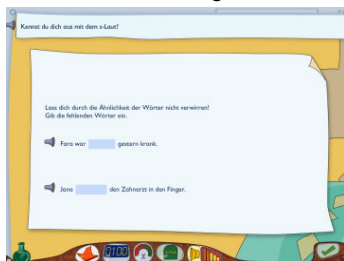 Kennst du dich aus mit dem s-Laut?
Lass dich durch die Ähnlichkeit der Wörter nicht verwirren!
Gib die fehlenden Wörter ein.
Fara war gestern krank.
Jana den Zahnarzt in den Finger.